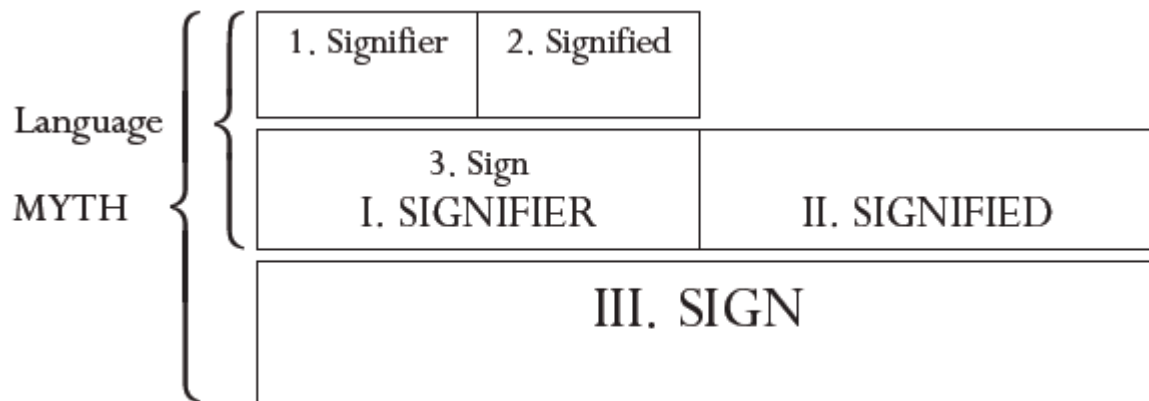 1. Signifier 2. Signified
Language
3. Sign
MYTH
I. SIGNIFIER II. SIGNIFIED
III. SIGN